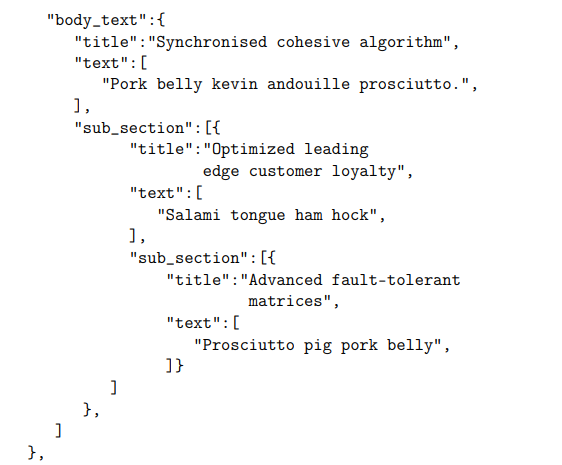 "body_text":{
"title":"Synchronised cohesive algorithm",
"text":[
"Pork belly kevin andouille prosciutto.",
],
"sub_section":[{
"title":"Optimized leading
edge customer loyalty",
"text":[
"Salami tongue ham hock",
],
"sub_section":[{
"title":"Advanced fault-tolerant
matrices",
"text":[
"Prosciutto pig pork belly",
]}
]
},
]
},